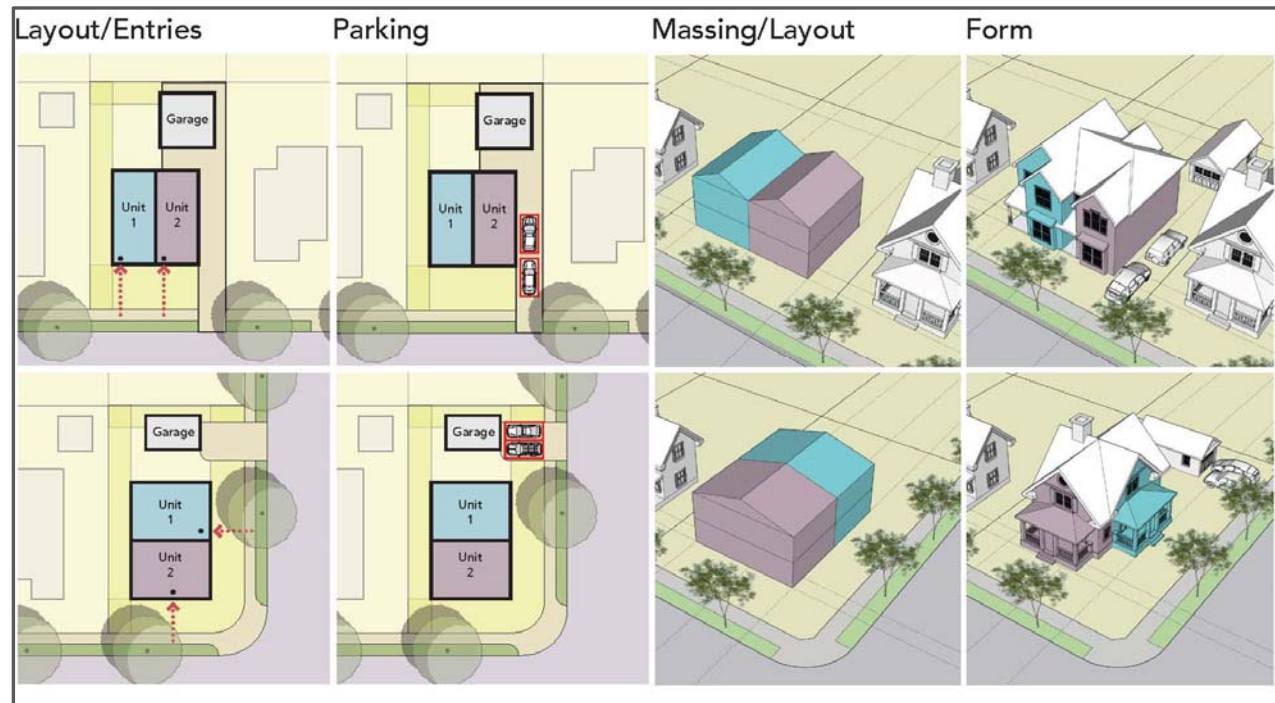 Layout/Entries
Parking
Massing/Layout
Form
Garage
Unit
1
Unit
2
Garage
Unit
1
Unit
2
Garage
Unit
1
Unit
2
Garage
Unit
1
Unit
2